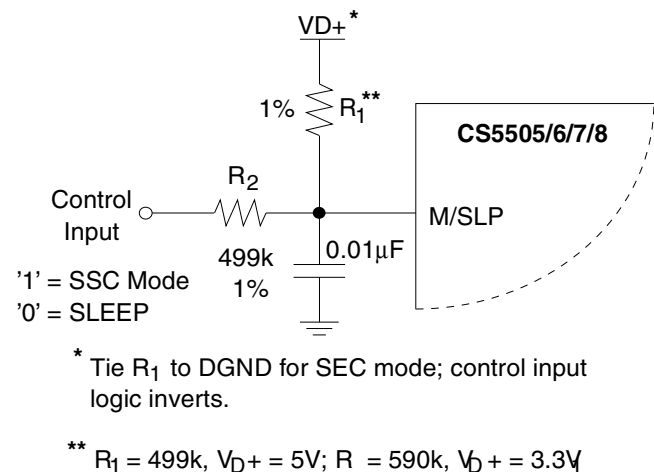 VD+*
1% R1**
CS5505/6/7/8
R2
Control
Input
M/SLP
499k
1%
0.01µF
'1' = SSC Mode
'0' = SLEEP
* Tie R1 to DGND for SEC mode; control input
logic inverts.
** R1 = 499k, VD+ = 5V; R = 590k, VD+ = 3.3V